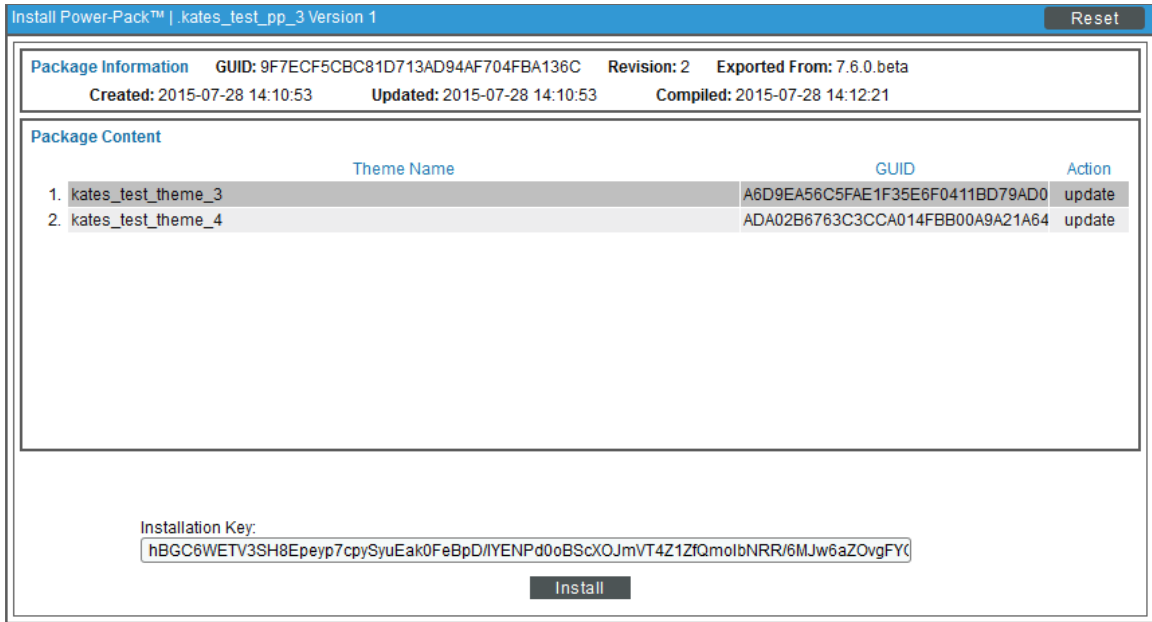 Install Power-Pack™ | .kates_test_pp_3 Version 1 Reset
Package Information GUID: 9F7ECF5CBC81D713AD94AF704FBA136C Revision: 2 Exported From: 7.6.0.beta
Created: 2015-07-28 14:10:53 Updated: 2015-07-28 14:10:53 Compiled: 2015-07-28 14:12:21
Package Content
Theme Name GUID Action
1. kates_test_theme_3 A6D9EA56C5FAE1F35E6F0411BD79AD0 update
2. kates_test_theme_4 ADA02B6763C3CCA014FBB00A9A21A64 update
Installation Key:
hBGC6WETV3SH8Epeyp7cpySyuEak0FeBpD/IYENPd0oBScXOJmVT4Z1ZfQmoIbNRR/6MJw6aZOvgFY
Install